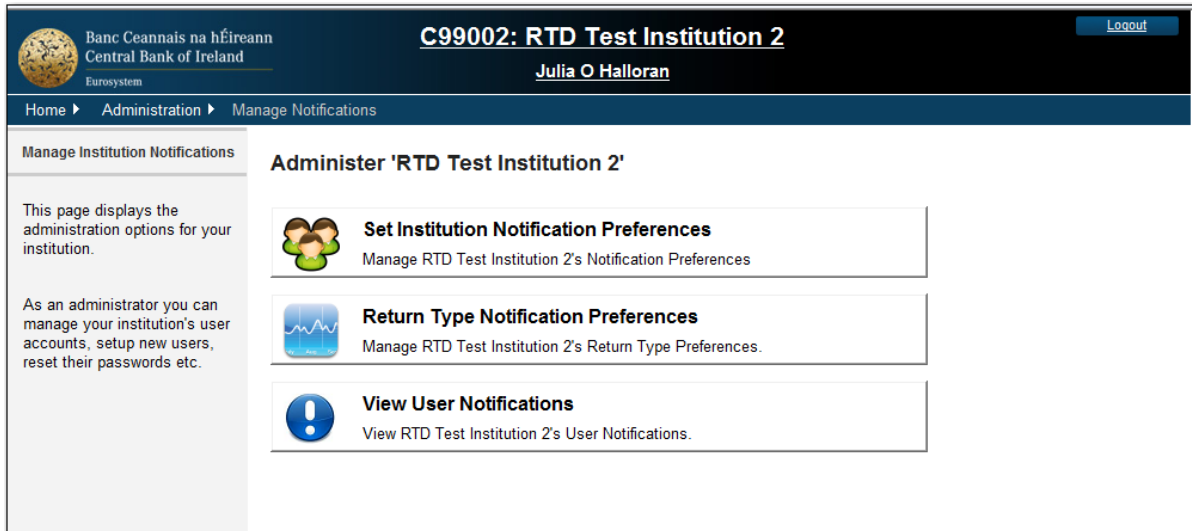 Banc Ceannais na hÉireann
Central Bank of Ireland
Eurosystem
C99002: RTD Test Institution 2
Julia O Halloran
Logout
Home Administration Manage Notifications
Manage Institution Notifications
This page displays the
administration options for your
institution.
As an administrator you can
manage your institution's user
accounts, setup new users,
reset their passwords etc.
Administer 'RTD Test Institution 2'
Set Institution Notification Preferences
Manage RTD Test Institution 2's Notification Preferences
Return Type Notification Preferences
Manage RTD Test Institution 2's Return Type Preferences.
View User Notifications
View RTD Test Institution 2's User Notifications.